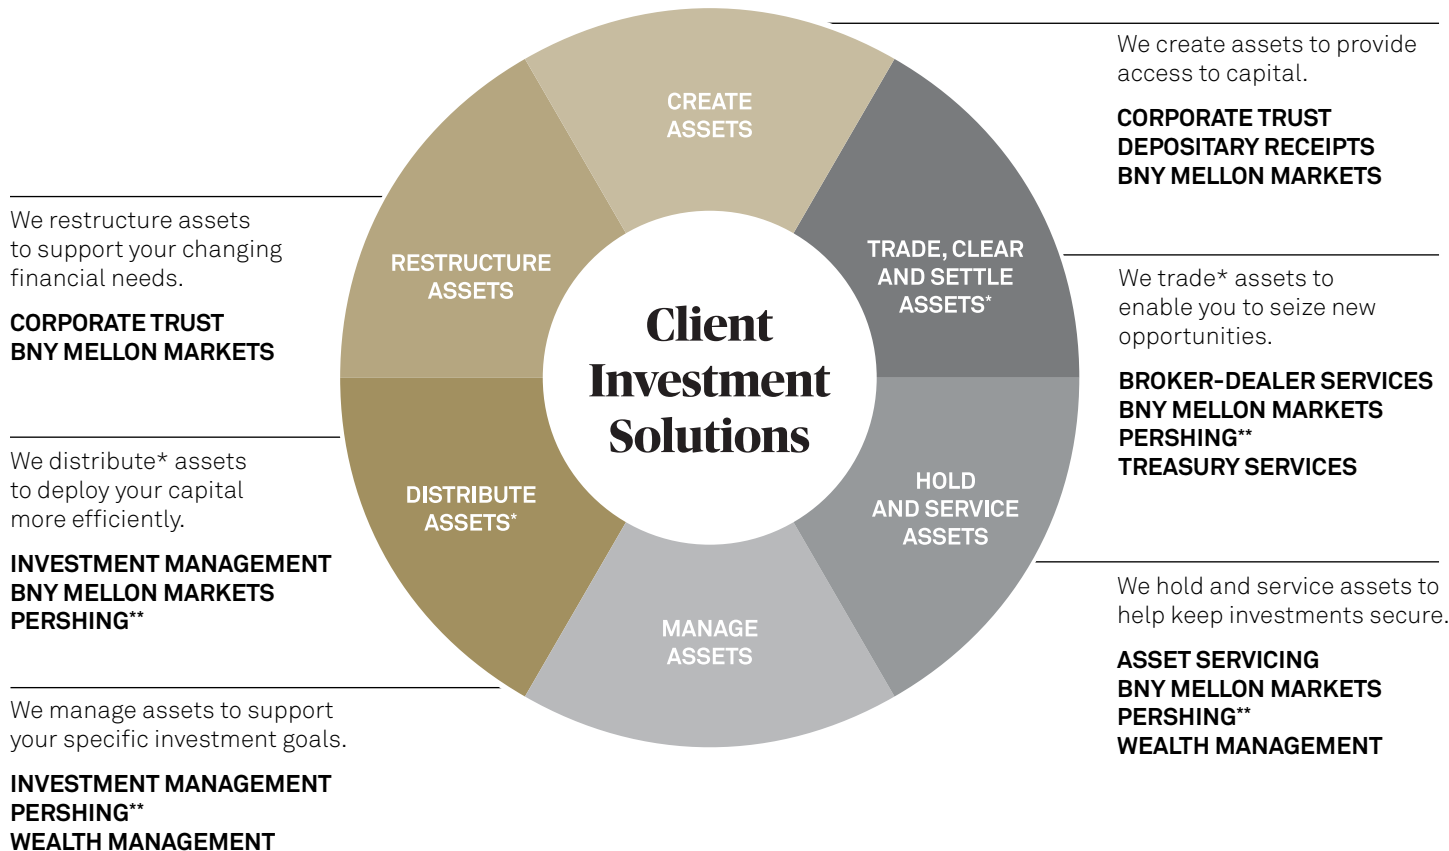 CREATE
ASSETS
We create assets to provide
access to capital.
CORPORATE TRUST
DEPOSITARY RECEIPTS
BNY MELLON MARKETS
TRADE, CLEAR
AND SETTLE
ASSETS*
We trade* assets to
enable you to seize new
opportunities.
BROKER-DEALER SERVICES
BNY MELLON MARKETS
PERSHING**
TREASURY SERVICES
HOLD
AND SERVICE
ASSETS
We hold and service assets to
help keep investments secure.
ASSET SERVICING
BNY MELLON MARKETS
PERSHING**
WEALTH MANAGEMENT
MANAGE
ASSETS
We manage assets to support
your specific investment goals.
INVESTMENT MANAGEMENT
PERSHING**
WEALTH MANAGEMENT
DISTRIBUTE
ASSETS*
We distribute* assets
to deploy your capital
more efficiently.
INVESTMENT MANAGEMENT
BNY MELLON MARKETS
PERSHING**
RESTRUCTURE
ASSETS
We restructure assets
to support your changing
financial needs.
CORPORATE TRUST
BNY MELLON MARKETS
Client
Investment
Solutions